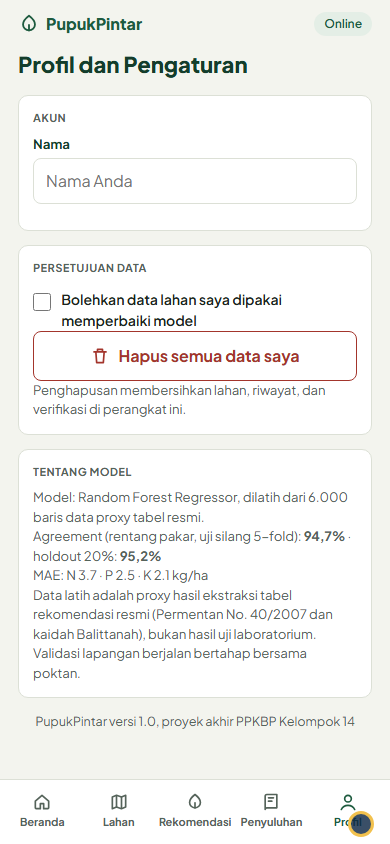 PupukPintar
Online
Profil dan Pengaturan
AKUN
Nama
Nama Anda
PERSETUJUAN DATA
Bolehkan data lahan saya dipakai
memperbaiki model
Hapus semua data saya
Penghapusan membersihkan lahan, riwayat, dan
verifikasi di perangkat ini.
TENTANG MODEL
Model: Random Forest Regressor, dilatih dari 6.000
baris data proxy tabel resmi.
Agreement (rentang pakar, uji silang 5-fold): 94,7% ·
holdout 20%: 95,2%
MAE: N 3.7 · P 2.5 · K 2.1 kg/ha
Data latih adalah proxy hasil ekstraksi tabel
rekomendasi resmi (Permentan No. 40/2007 dan
kaidah Balittanah), bukan hasil uji laboratorium.
Validasi lapangan berjalan bertahap bersama
poktan.
PupukPintar versi 1.0, proyek akhir PPKBP Kelompok 14
Beranda
Lahan
Rekomendasi
Penyuluhan
Profil